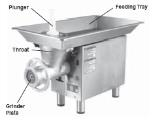 Plunger
Feeding Tray
Throat
Grinder
Plate